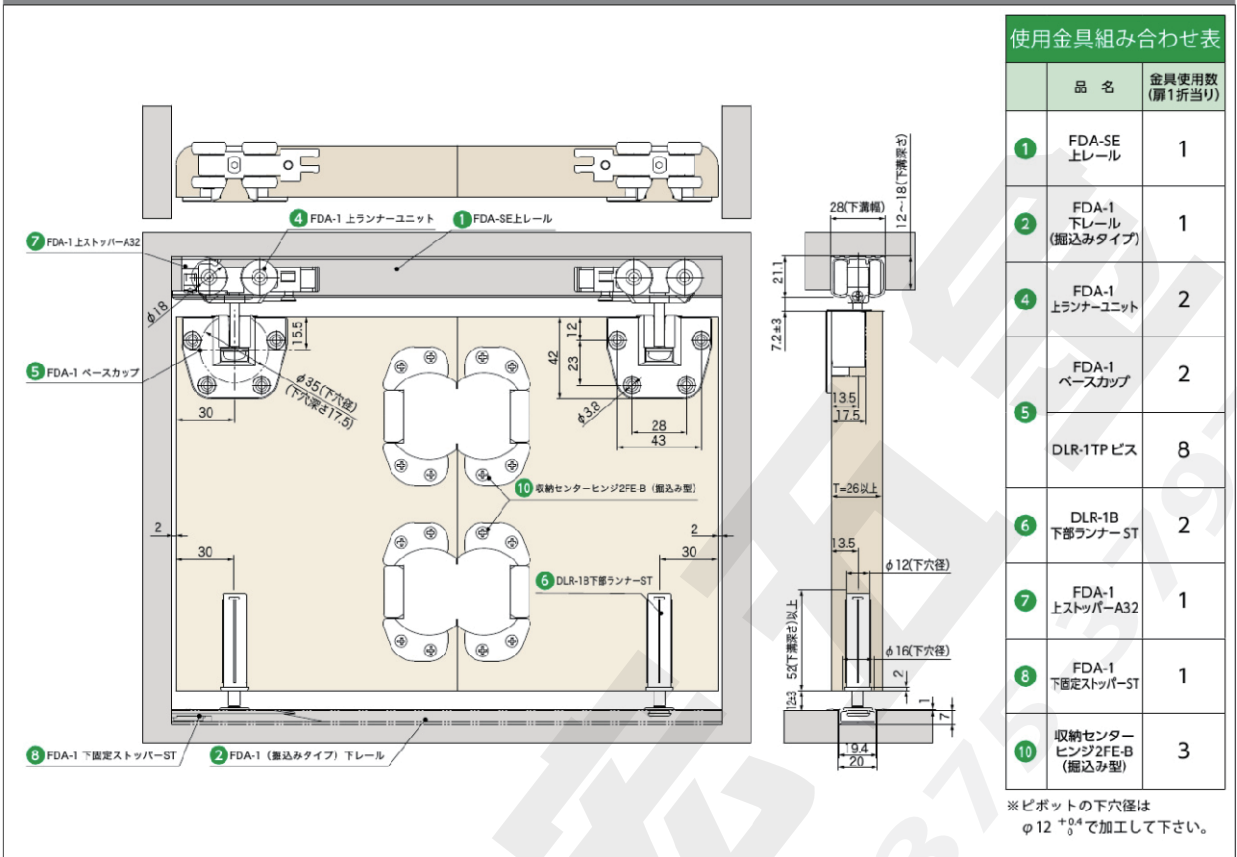 ④ FDA-1 上ランナーユニット
① FDA-SE上レール
⑦ FDA-1 上ストッパーA32
φ18
15.5
⑤ FDA-1 ベースカップ
φ35(下穴径)
(下穴深さ17.5)
30
12
42
23
φ3.8
28
43
⑩ 収納センターヒンジ2FE-B（掘込み型）
2
2
30
30
⑥ DLR-1B下部ランナーST
⑧ FDA-1 下固定ストッパーST
② FDA-1（掘込みタイプ）下レール
28(下溝幅)
12～18(下溝深さ)
21.1
7.2±3
13.5
17.5
T=26以上
13.5
φ12(下穴径)
52(下溝深さ)以上
φ16(下穴径)
2
12±3
1
7
19.4
20
使用金具組み合わせ表
品 名
金具使用数
(扉1折当り)
① FDA-SE
上レール 1
② FDA-1
下レール
(掘込みタイプ) 1
④ FDA-1
上ランナーユニット 2
⑤ FDA-1
ベースカップ 2
DLR-1TP ビス 8
⑥ DLR-1B
下部ランナー ST 2
⑦ FDA-1
上ストッパーA32 1
⑧ FDA-1
下固定ストッパーST 1
⑩ 収納センター
ヒンジ2FE-B
(掘込み型) 3
※ピボットの下穴径は
φ12 +0.4 0 で加工して下さい。